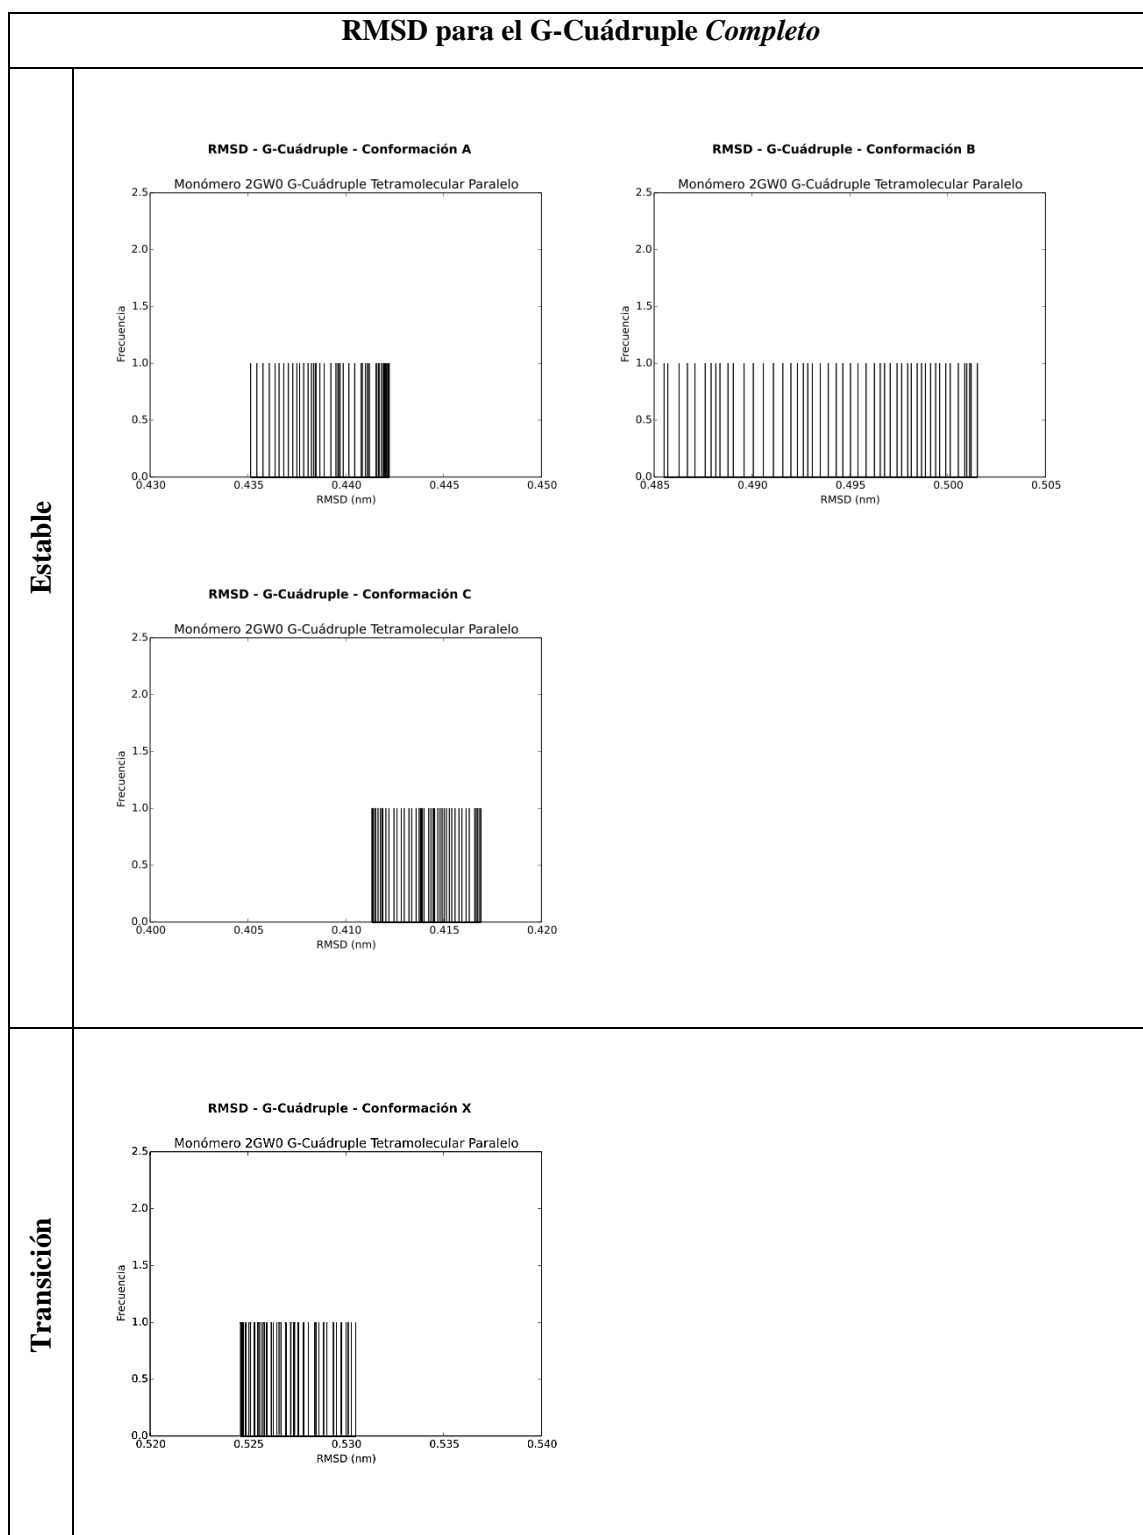 RMSD para el G-Cuádruple Completo
Estable
RMSD - G-Cuádruple - Conformación A
Monómero 2GW0 G-Cuádruple Tetramolecular Paralelo
2.5
2.0
1.5
1.0
0.5
0.0
Frecuencia
0.430 0.435 0.440 0.445 0.450
RMSD (nm)
RMSD - G-Cuádruple - Conformación B
Monómero 2GW0 G-Cuádruple Tetramolecular Paralelo
2.5
2.0
1.5
1.0
0.5
0.0
Frecuencia
0.485 0.490 0.495 0.500 0.505
RMSD (nm)
RMSD - G-Cuádruple - Conformación C
Monómero 2GW0 G-Cuádruple Tetramolecular Paralelo
2.5
2.0
1.5
1.0
0.5
0.0
Frecuencia
0.400 0.405 0.410 0.415 0.420
RMSD (nm)
Transición
RMSD - G-Cuádruple - Conformación X
Monómero 2GW0 G-Cuádruple Tetramolecular Paralelo
2.5
2.0
1.5
1.0
0.5
0.0
Frecuencia
0.520 0.525 0.530 0.535 0.540
RMSD (nm)